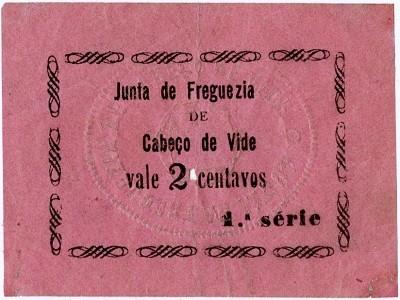 Junta de Freguezia
DE
Cabeço de Vide
vale 2 centavos
1.ª série